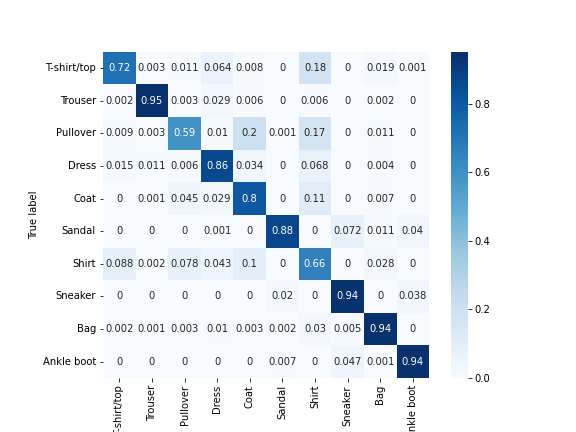 T-shirt/top 0.72 0.003 0.011 0.064 0.008 0 0.18 0 0.019 0.001
Trouser 0.002 0.95 0.003 0.029 0.006 0 0.006 0 0.002 0
Pullover 0.009 0.003 0.59 0.01 0.2 0.001 0.17 0 0.011 0
Dress 0.015 0.011 0.006 0.86 0.034 0 0.068 0 0.004 0
Coat 0 0.001 0.045 0.029 0.8 0 0.11 0 0.007 0
Sandal 0 0 0 0.001 0 0.88 0 0.072 0.011 0.04
Shirt 0.088 0.002 0.078 0.043 0.1 0 0.66 0 0.028 0
Sneaker 0 0 0 0 0 0.02 0 0.94 0 0.038
Bag 0.002 0.001 0.003 0.01 0.003 0.002 0.03 0.005 0.94 0
Ankle boot 0 0 0 0 0 0.007 0 0.047 0.001 0.94
True label
-shirt/top
Trouser
Pullover
Dress
Coat
Sandal
Shirt
Sneaker
Bag
nkle boot
0.8
0.6
0.4
0.2
0.0